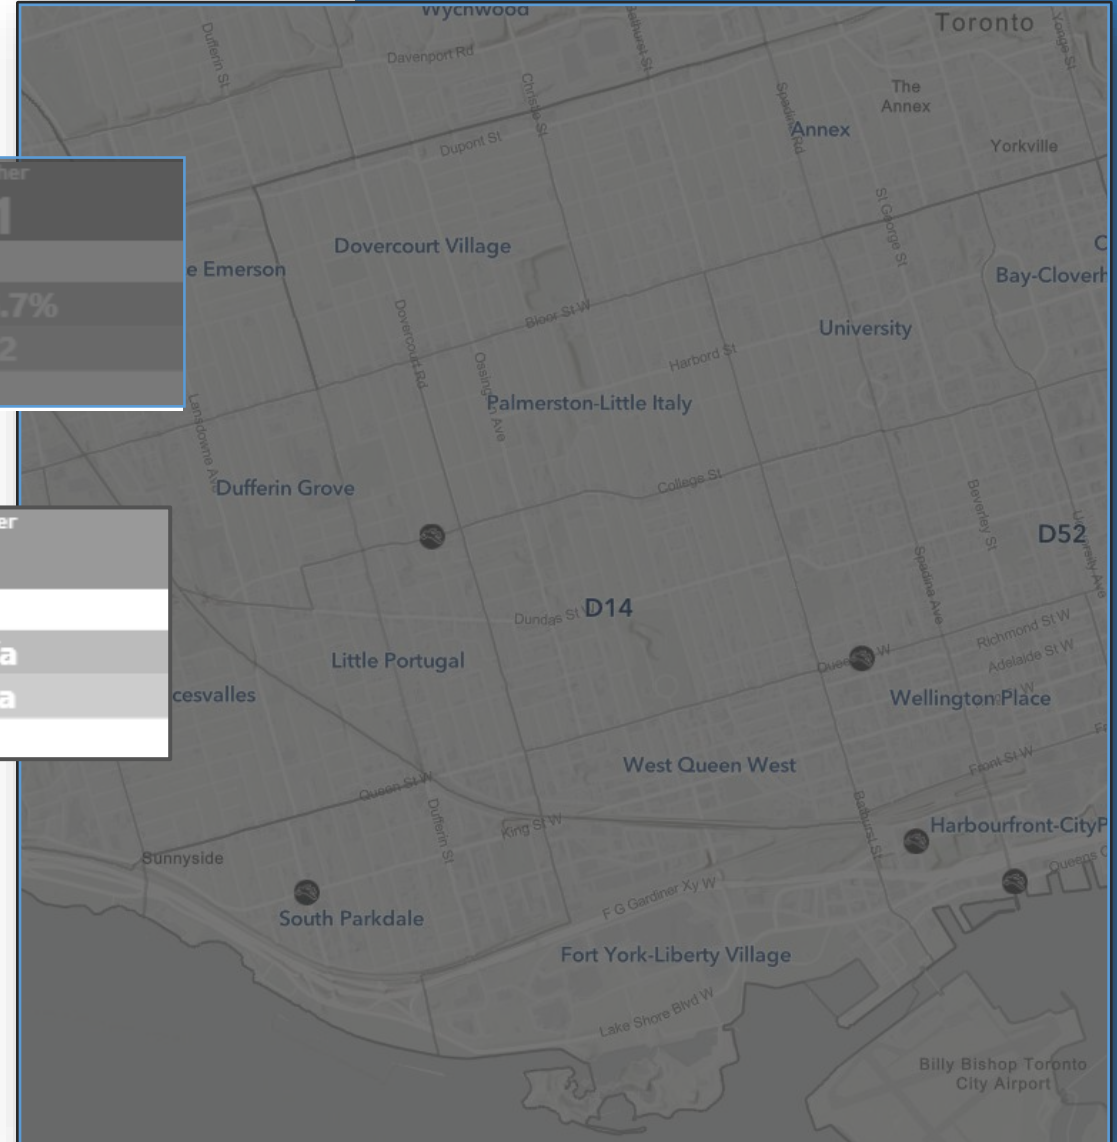 Wychwood
Toronto
Dufferin St
Davenport Rd
Christie St
Bathurst St
Spadina Rd
Yonge St
The
Annex
Annex
Dupont St
Yorkville
her
1
.7%
2
St George St
Dovercourt Village
e Emerson
Bay-Cloverh
Dovercourt Rd
Bloor St W
University
Ossington Ave
Harbord St
Palmerston-Little Italy
Lansdowne Ave
Dufferin Grove
College St
Beverley St
University Ave
D52
er
a
a
Spadina Ave
Dundas St W
D14
Richmond St W
Adelaide St W
Little Portugal
Queen St W
cesvalles
Wellington Place
West Queen West
Front St W
Queen St W
Dufferin St
King St W
Bathurst St
Harbourfront-CityP
Sunnyside
Queens Q
F G Gardiner Xy W
South Parkdale
Fort York-Liberty Village
Lake Shore Blvd W
Billy Bishop Toronto
City Airport